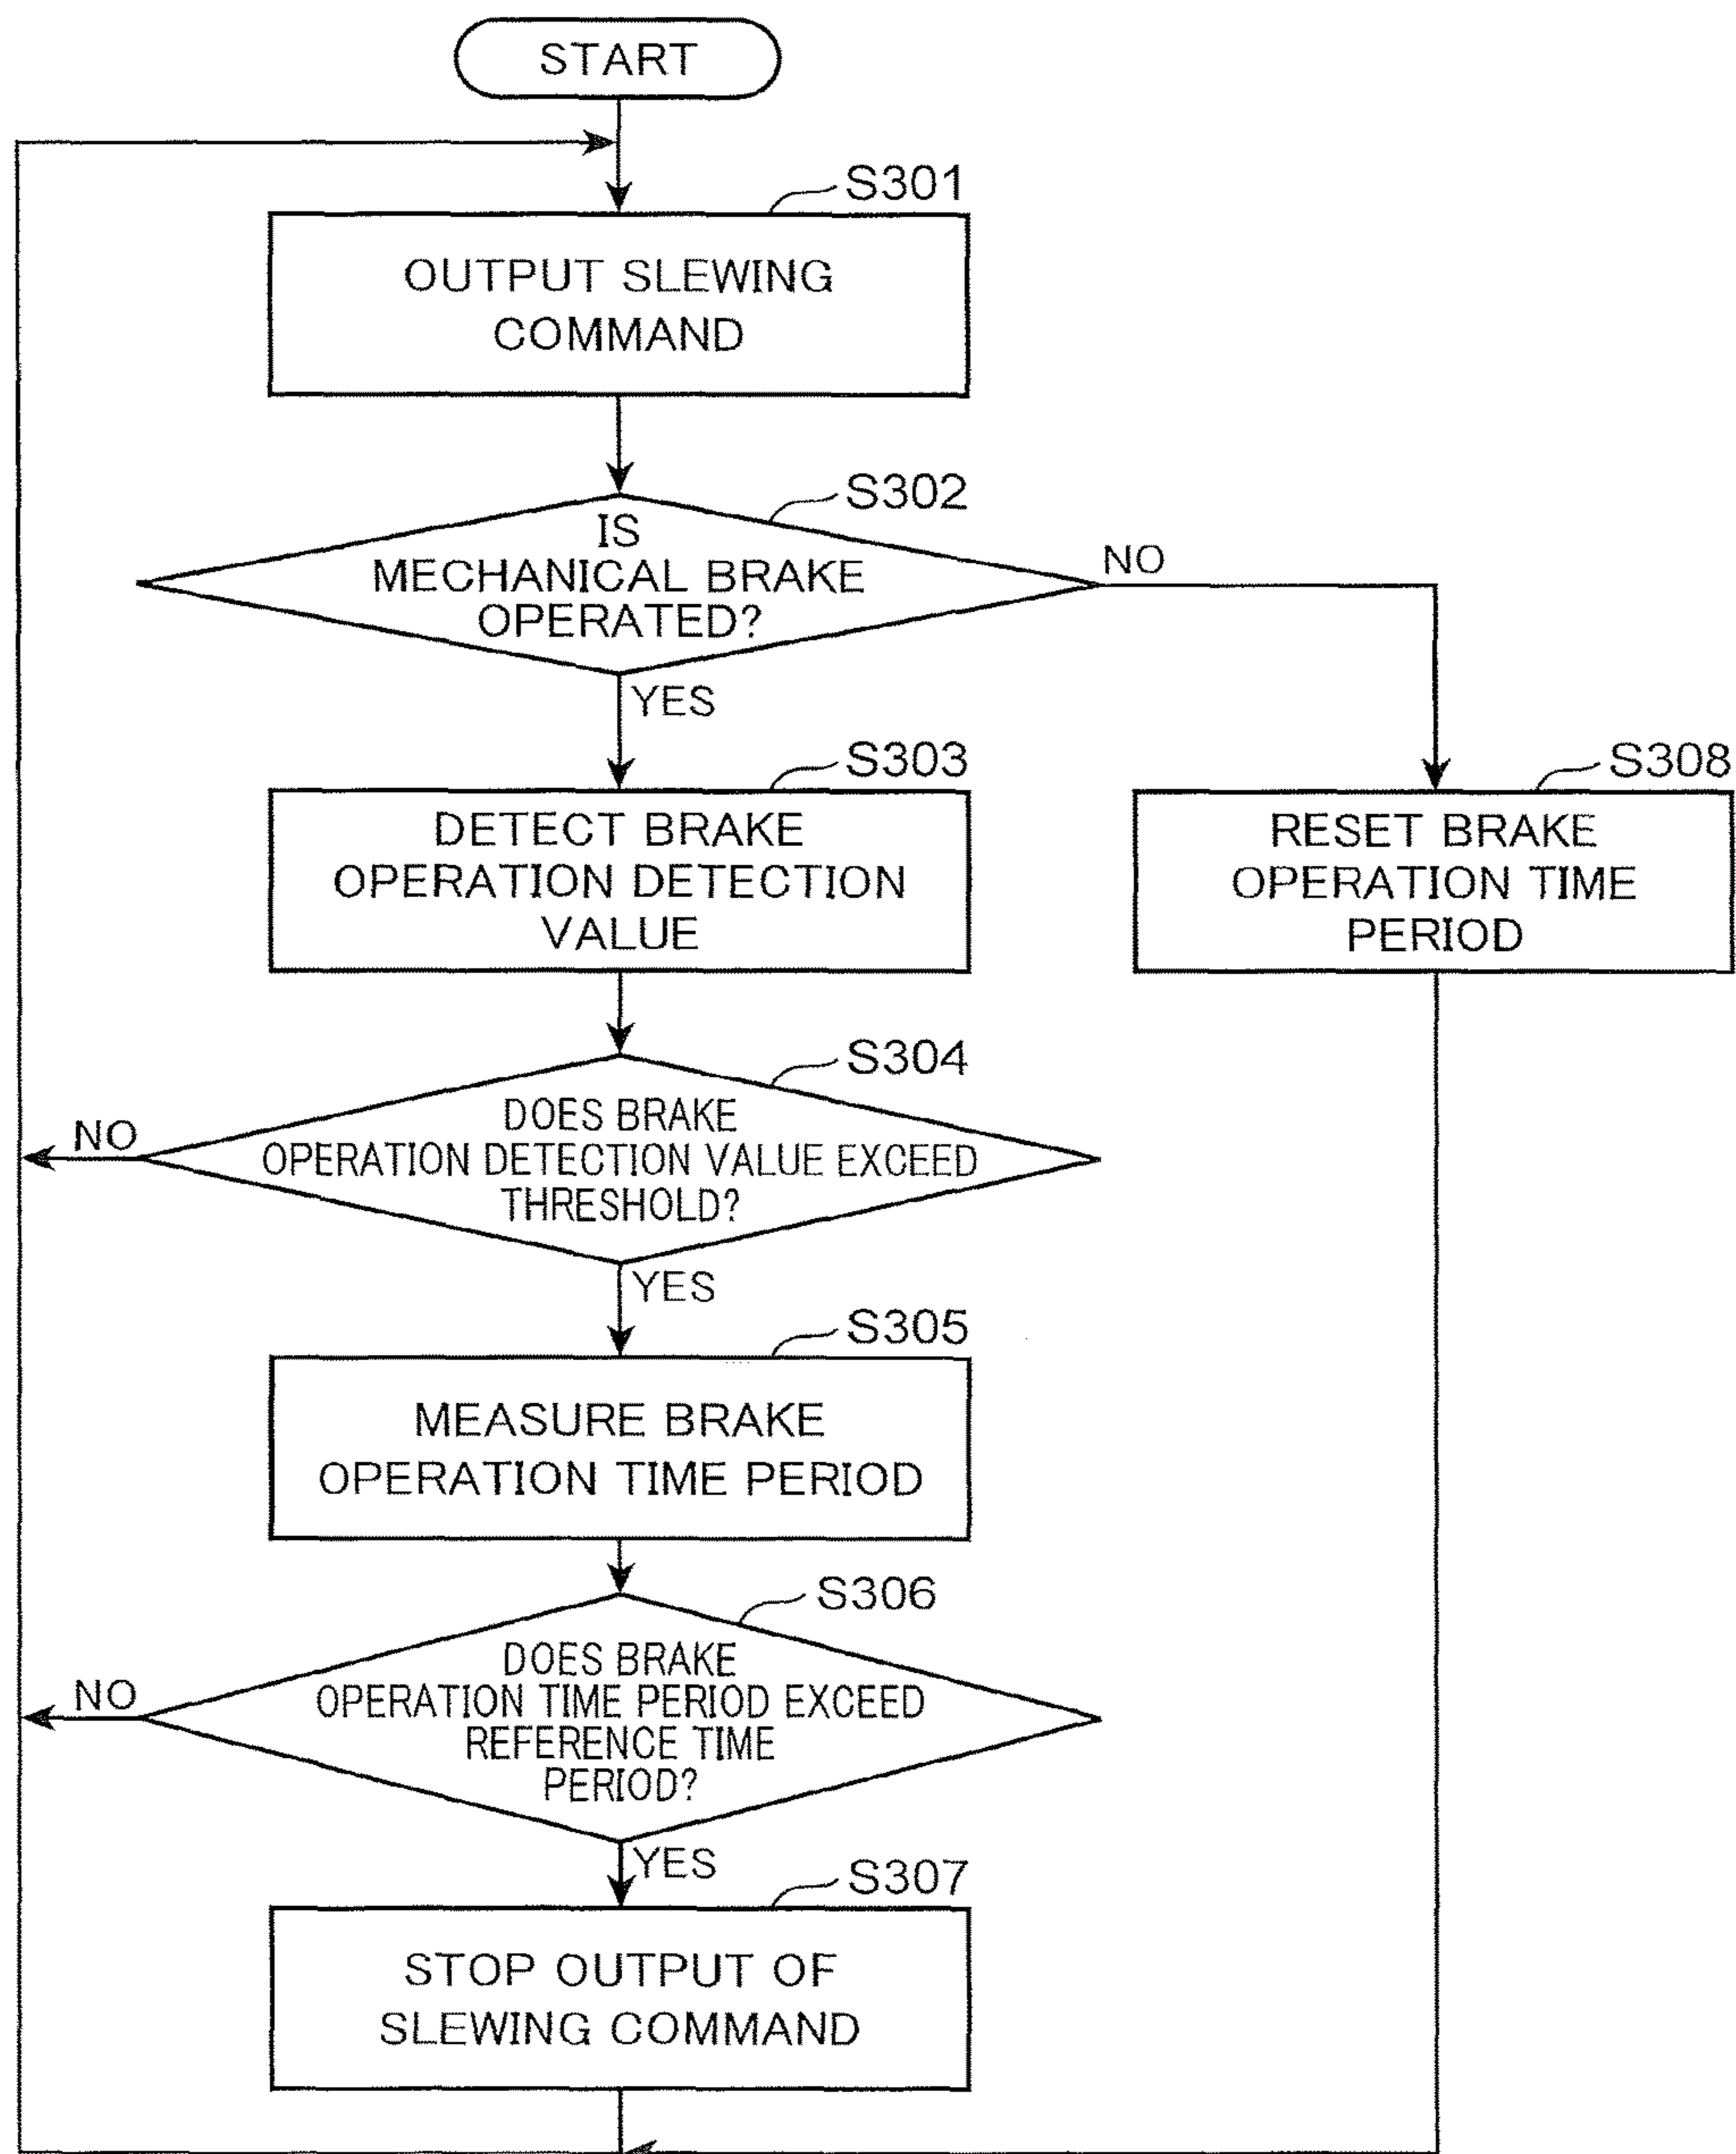 START
S301
OUTPUT SLEWING
COMMAND
S302
IS
MECHANICAL BRAKE
OPERATED?
NO
YES
S303
DETECT BRAKE
OPERATION DETECTION
VALUE
S308
RESET BRAKE
OPERATION TIME
PERIOD
S304
DOES BRAKE
OPERATION DETECTION VALUE EXCEED
THRESHOLD?
NO
YES
S305
MEASURE BRAKE
OPERATION TIME PERIOD
S306
DOES BRAKE
OPERATION TIME PERIOD EXCEED
REFERENCE TIME
PERIOD?
NO
YES
S307
STOP OUTPUT OF
SLEWING COMMAND